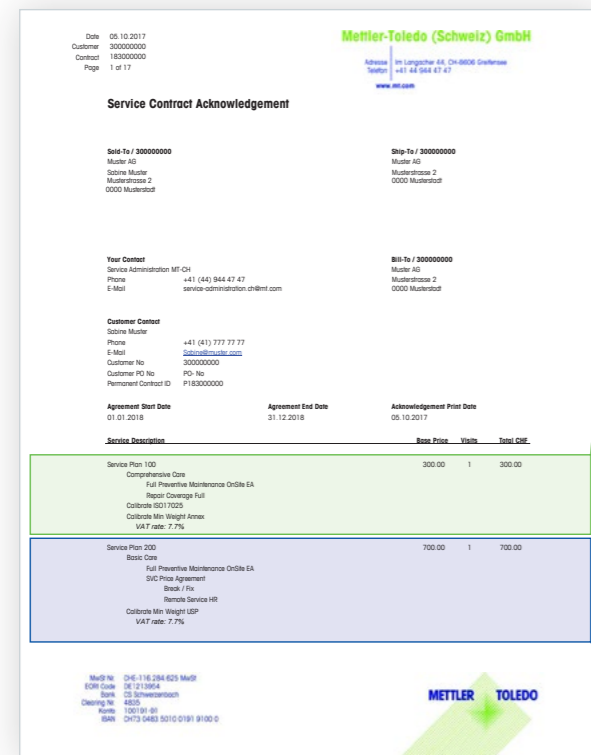 Date 05.10.2017
Customer 300000000
Contract 183000000
Page 1 of 17
Mettler-Toledo (Schweiz) GmbH
Adresse Im Langacher 44, CH-8606 Greifensee
Telefon +41 44 944 47 47
www.mt.com
Service Contract Acknowledgement
Sold-To / 300000000
Muster AG
Sabine Muster
Musterstrasse 2
0000 Musterstadt
Ship-To / 300000000
Muster AG
Musterstrasse 2
0000 Musterstadt
Your Contact
Service Administration MT-CH
Phone +41 (44) 944 47 47
E-Mail service-administration.ch@mt.com
Bill-To / 300000000
Muster AG
Musterstrasse 2
0000 Musterstadt
Customer Contact
Sabine Muster
Phone +41 (41) 777 77 77
E-Mail Sabine@muster.com
Customer No 300000000
Customer PO No PO- No
Permanent Contract ID P183000000
Agreement Start Date Agreement End Date Acknowledgement Print Date
01.01.2018 31.12.2018 05.10.2017
Service Description Base Price Visits Total CHF
Service Plan 100 300.00 1 300.00
Comprehensive Care
Full Preventive Maintenance OnSite EA
Repair Coverage Full
Calibrate ISO17025
Calibrate Min Weight Annex
VAT rate: 7.7%
Service Plan 200 700.00 1 700.00
Basic Care
Full Preventive Maintenance OnSite EA
SVC Price Agreement
Break / Fix
Remote Service HR
Calibrate Min Weight USP
VAT rate: 7.7%
MwSt Nr. CHE-116.284.625 MwSt
EORI Code DE1213964
Bank CS Schwerzenbach
Clearing Nr. 4835
Konto 100191-91
IBAN CH73 0483 5010 0191 9100 0
METTLER TOLEDO